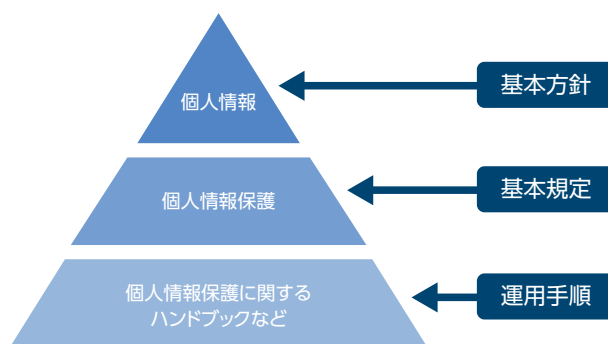 個人情報
基本方針
個人情報保護
基本規定
個人情報保護に関する
ハンドブックなど
運用手順